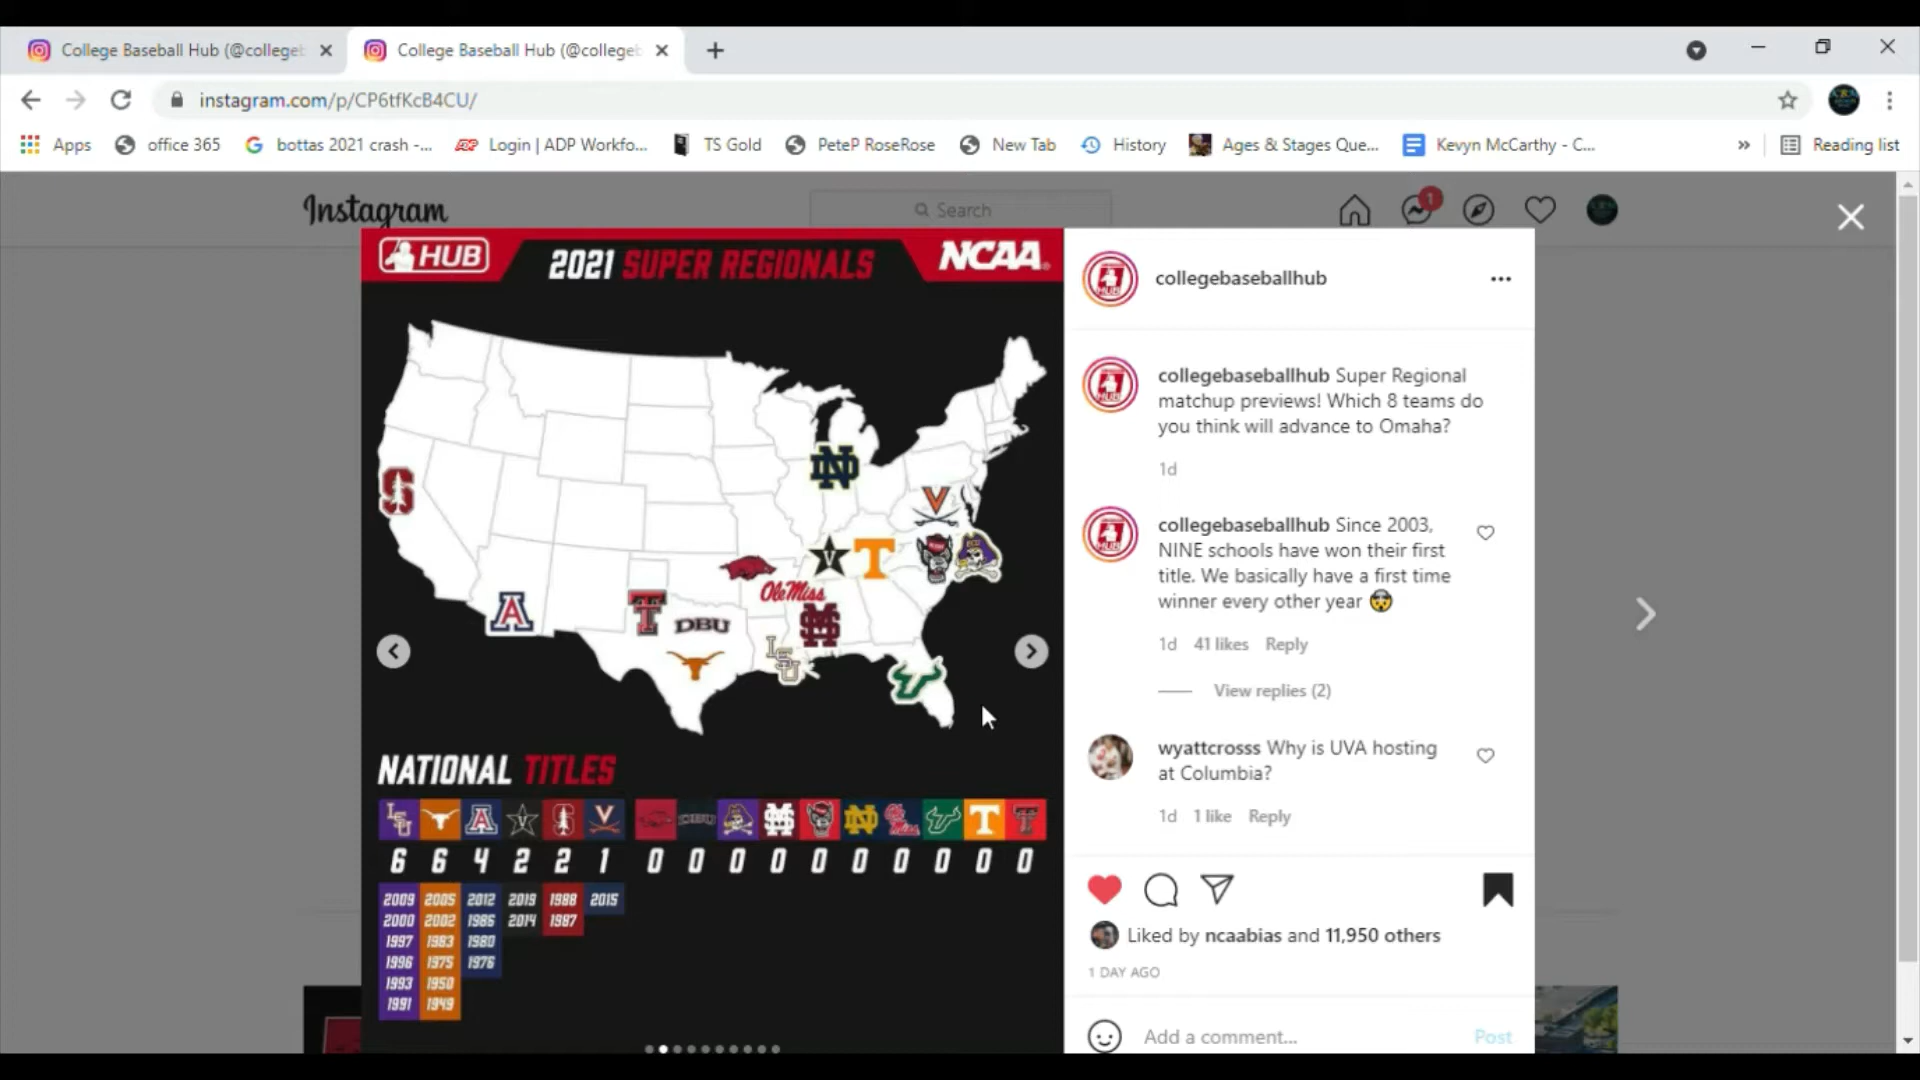 College Baseball Hub (@collegeb
College Baseball Hub (@collegeb
instagram.com/p/CP6tfKcB4CU/
Apps
office 365
bottas 2021 crash -...
Login | ADP Workfo...
TS Gold
PeteP RoseRose
New Tab
History
Ages & Stages Que...
Kevyn McCarthy - C...
»
Reading list
Instagram
Search
1
HUB
2021 SUPER REGIONALS
NCAA
collegebaseballhub
collegebaseballhub Super Regional
matchup previews! Which 8 teams do
you think will advance to Omaha?
1d
collegebaseballhub Since 2003,
NINE schools have won their first
title. We basically have a first time
winner every other year 🤯
1d 41 likes Reply
View replies (2)
wyattcrosss Why is UVA hosting
at Columbia?
1d 1 like Reply
Liked by ncaabias and 11,950 others
1 DAY AGO
Add a comment...
Post
S
ND
V
V
T
Ole Miss
A
T
DBU
MS
LSU
NATIONAL TITLES
6 6 4 2 2 1 0 0 0 0 0 0 0 0 0 0
2009 2005 2012 2019 1988 2015
2000 2002 1986 2014 1987
1997 1983 1980
1996 1975 1976
1993 1950
1991 1949